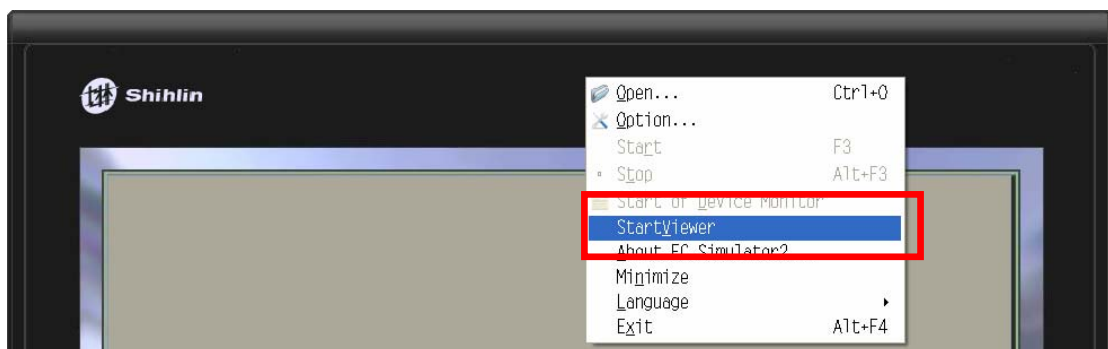 Shihlin
Open... Ctrl+O
Option...
Start F3
Stop Alt+F3
Start of Device Monitor
StartViewer
About EC Simulator2
Minimize
Language
Exit Alt+F4